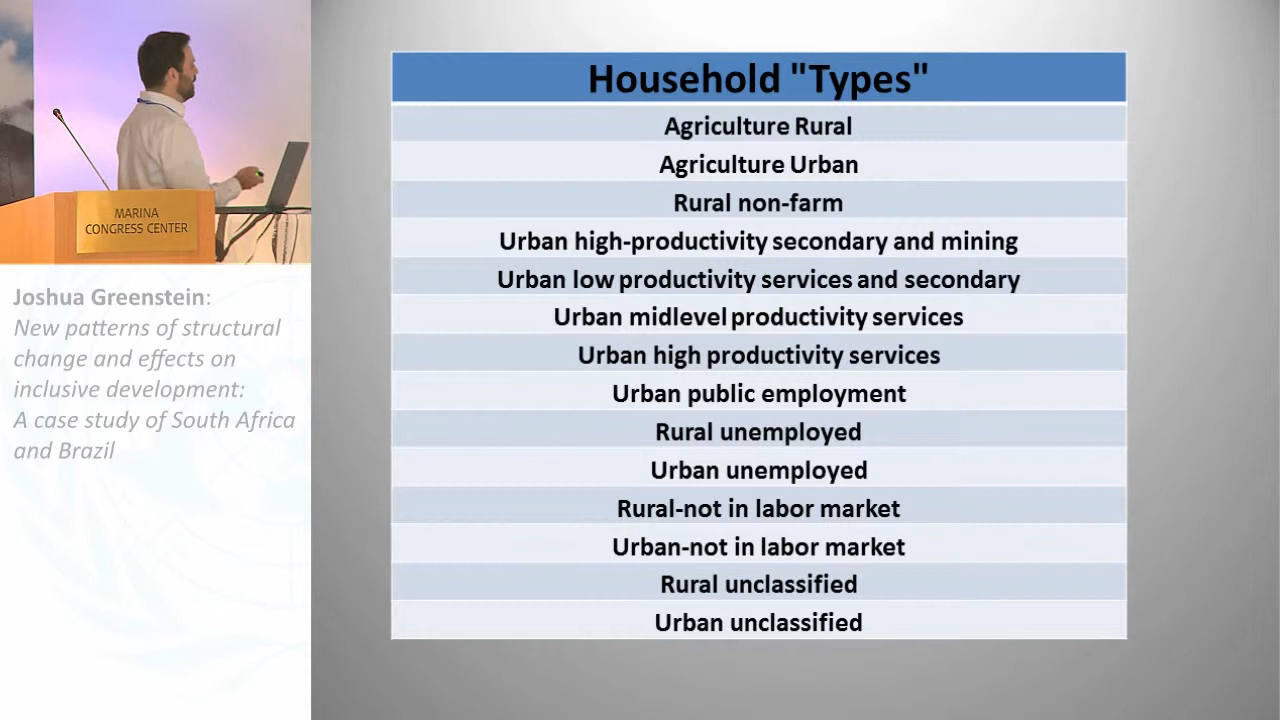 MARINA
CONGRESS CENTER
Joshua Greenstein:
New patterns of structural
change and effects on
inclusive development:
A case study of South Africa
and Brazil
Household "Types"
Agriculture Rural
Agriculture Urban
Rural non-farm
Urban high-productivity secondary and mining
Urban low productivity services and secondary
Urban midlevel productivity services
Urban high productivity services
Urban public employment
Rural unemployed
Urban unemployed
Rural-not in labor market
Urban-not in labor market
Rural unclassified
Urban unclassified